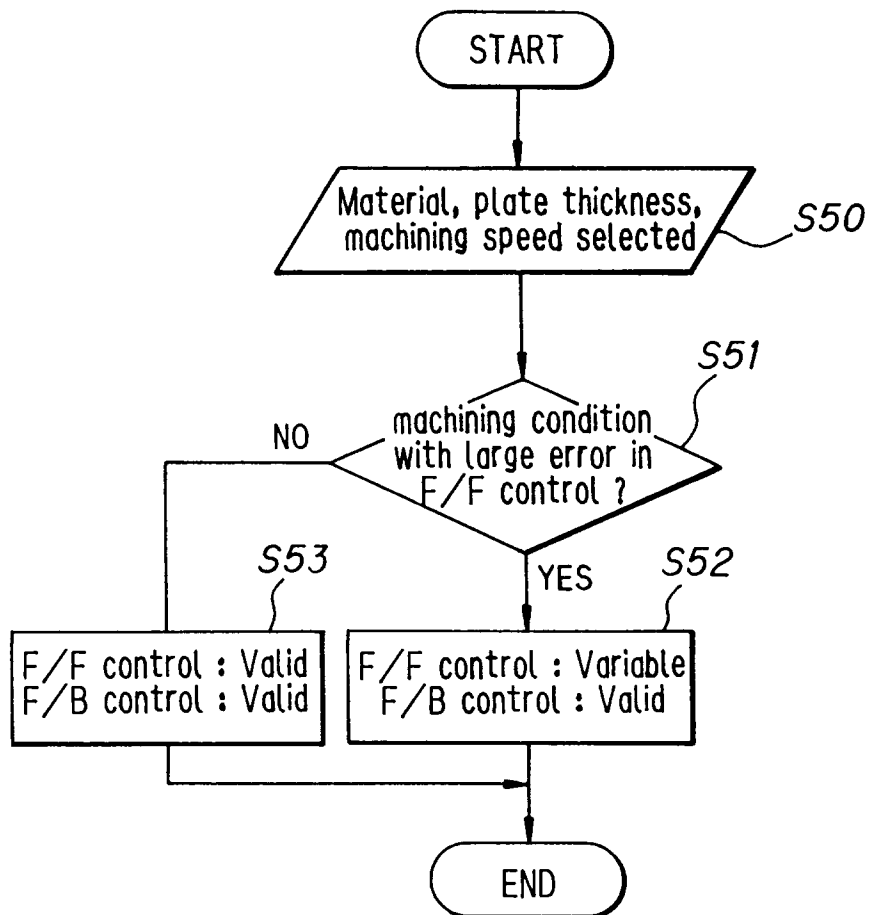 START
Material, plate thickness,
machining speed selected
S50
S51
machining condition
with large error in
F/F control ?
NO
YES
S53
S52
F/F control : Valid
F/B control : Valid
F/F control : Variable
F/B control : Valid
END